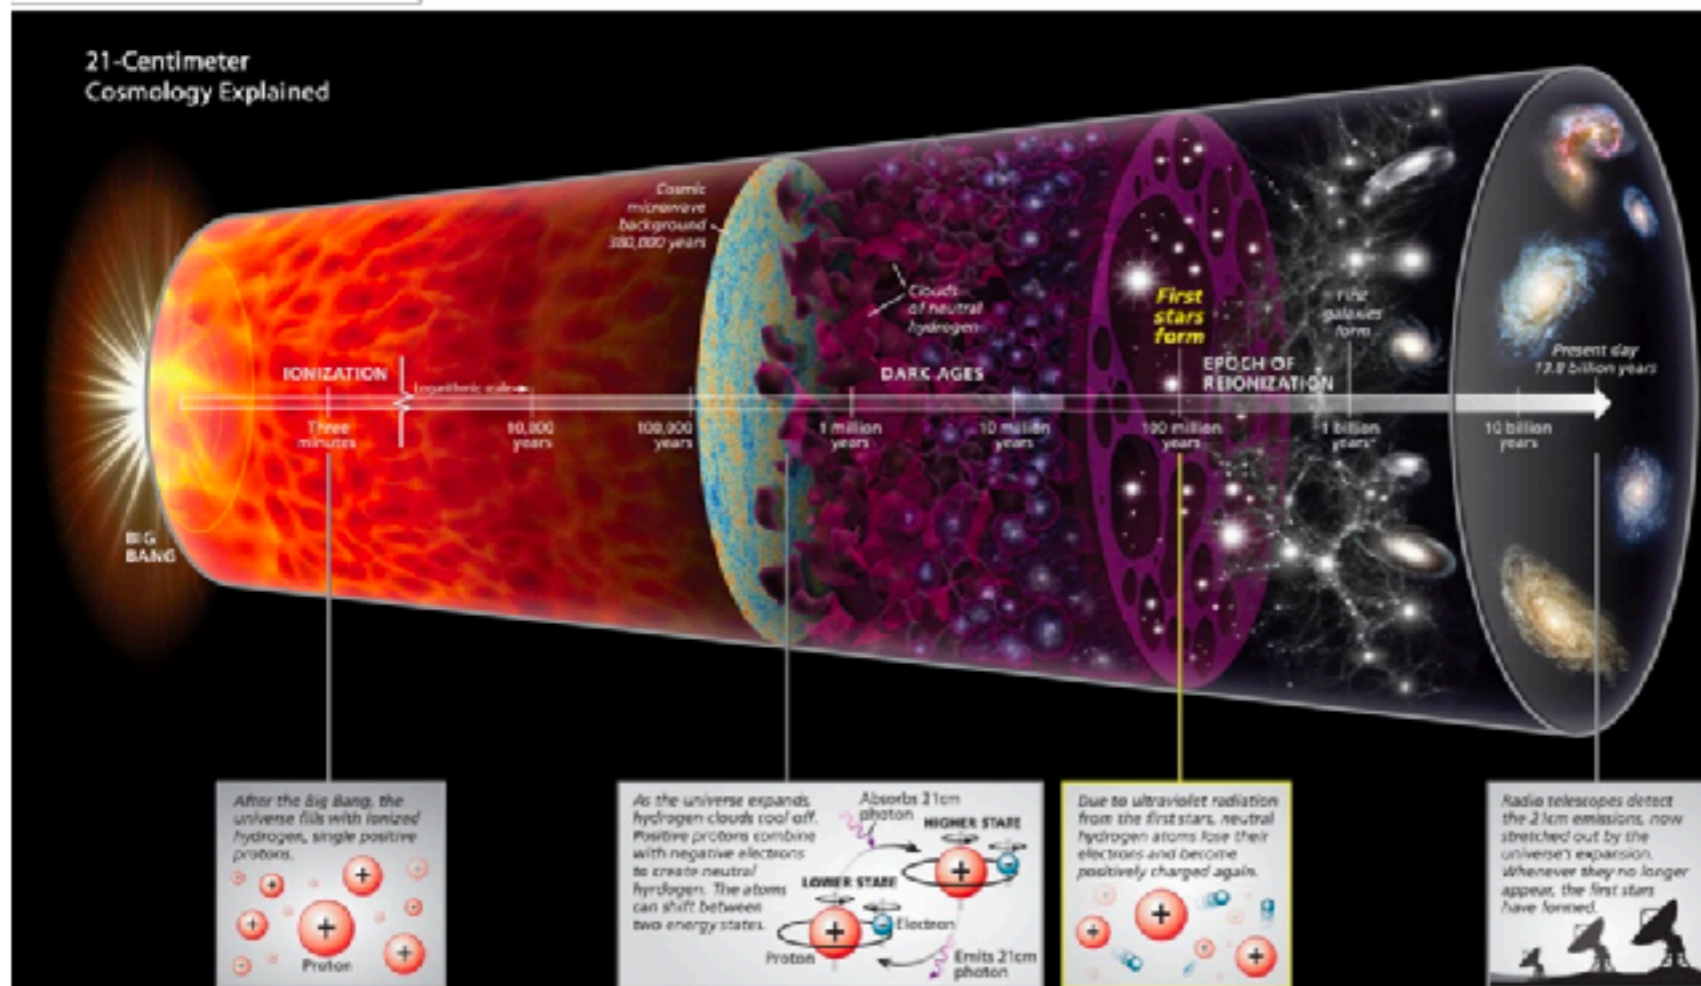 21-Centimeter
Cosmology Explained
Cosmic
microwave
background
380,000 years
Clouds
of neutral
hydrogen
First
stars
form
First
galaxies
form
Present day
13.8 billion years
IONIZATION
Logarithmic scale
DARK AGES
EPOCH OF
REIONIZATION
Three
minutes
10,000
years
100,000
years
1 million
years
10 million
years
100 million
years
1 billion
years
10 billion
years
BIG
BANG
After the Big Bang, the
universe fills with ionized
hydrogen, single positive
protons.
+
+
+
+
+
Proton
As the universe expands,
hydrogen clouds cool off.
Positive protons combine
with negative electrons
to create neutral
hyrdogen. The atoms
can shift between
two energy states.
Absorbs 21cm
photon
HIGHER STATE
+
-
LOWER STATE
+
-
Electron
Proton
Emits 21cm
photon
Due to ultraviolet radiation
from the first stars, neutral
hydrogen atoms lose their
electrons and become
positively charged again.
+
+
+
+
Radio telescopes detect
the 21cm emissions, now
stretched out by the
universe's expansion.
Whenever they no longer
appear, the first stars
have formed.